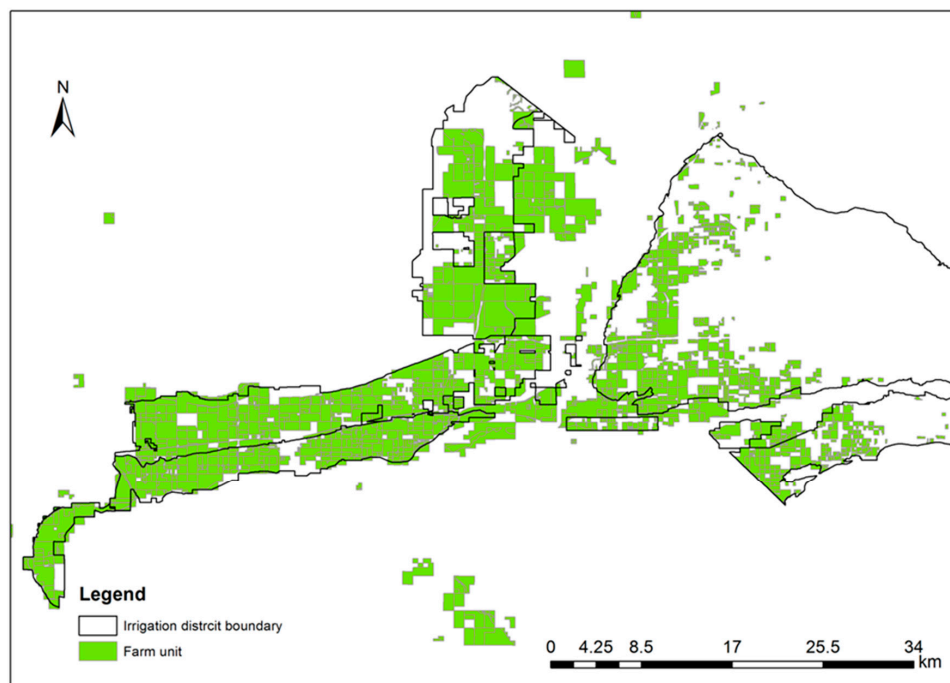 N
Legend
Irrigation distrcit boundary
Farm unit
0 4.25 8.5 17 25.5 34
km